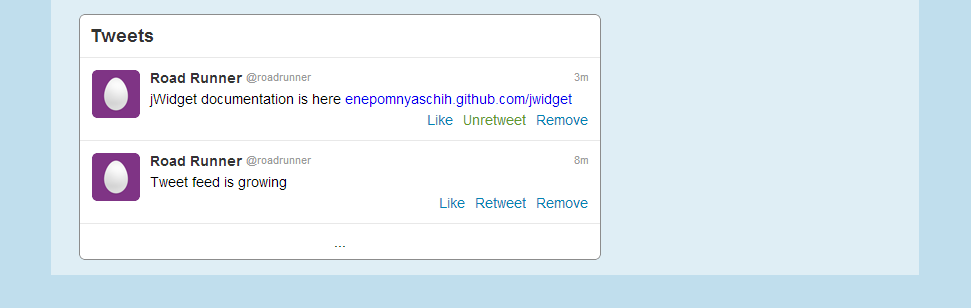 Tweets
Road Runner @roadrunner 3m
jWidget documentation is here enepomnyaschih.github.com/jwidget
Like Unretweet Remove
Road Runner @roadrunner 8m
Tweet feed is growing
Like Retweet Remove
...